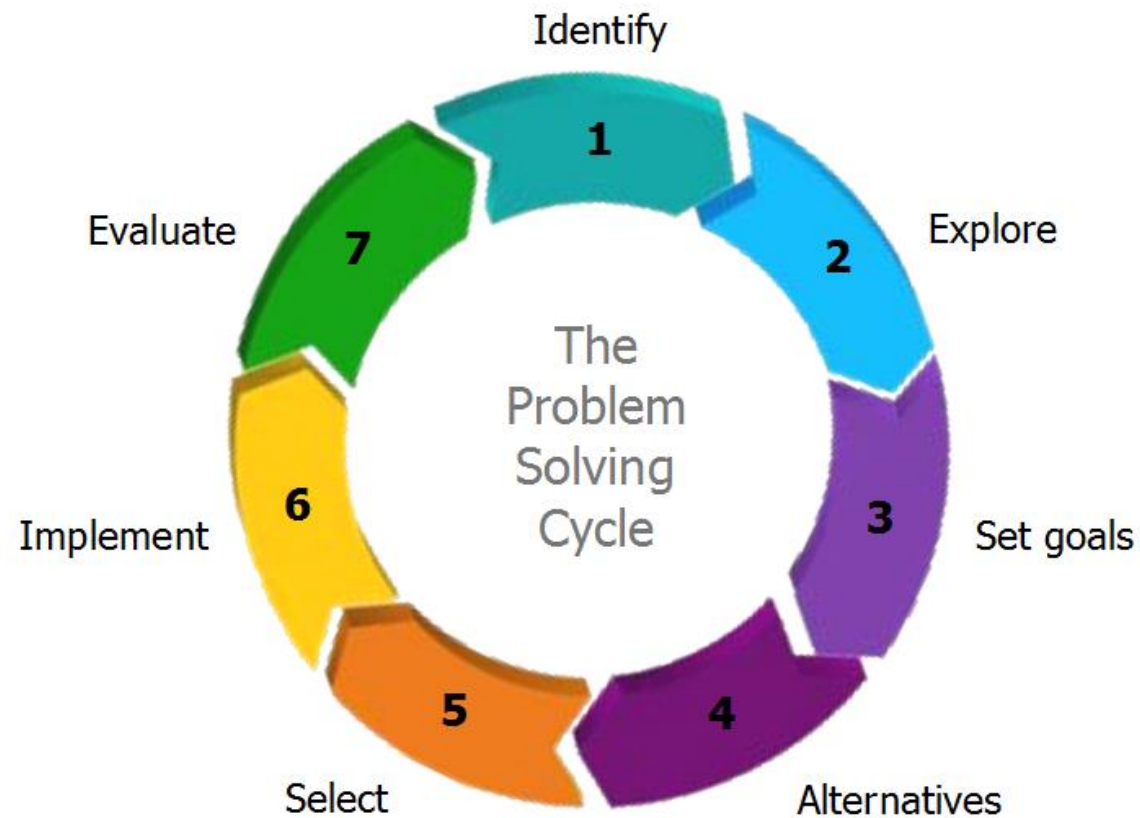 Identify
1
Explore
2
Set goals
3
Alternatives
4
Select
5
Implement
6
Evaluate
7
The
Problem
Solving
Cycle